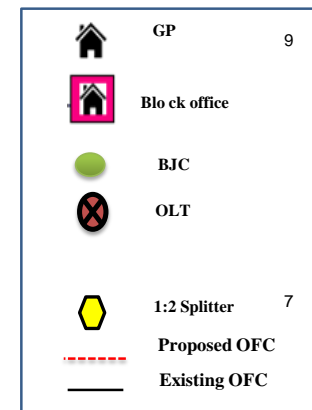 GP 9
Blo ck office
BJC
OLT
1:2 Splitter 7
Proposed OFC
Existing OFC